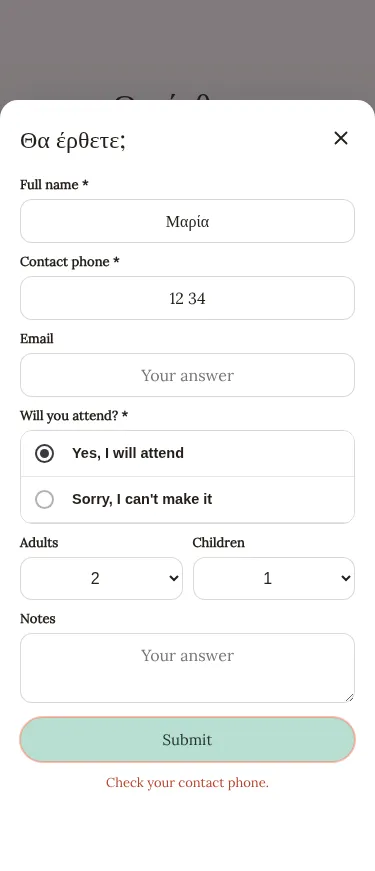 Θα έρθετε;
Full name *
Μαρία
Contact phone *
12 34
Email
Your answer
Will you attend? *
Yes, I will attend
Sorry, I can't make it
Adults
Children
2
1
Notes
Your answer
Submit
Check your contact phone.